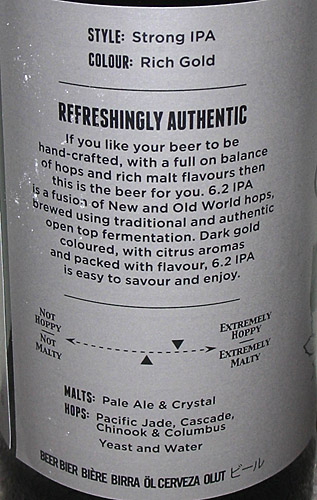 STYLE: Strong IPA
COLOUR: Rich Gold
REFRESHINGLY AUTHENTIC
If you like your beer to be
hand-crafted, with a full on balance
of hops and rich malt flavours then
this is the beer for you. 6.2 IPA
is a fusion of New and Old World hops,
brewed using traditional and authentic
open top fermentation. Dark gold
coloured, with citrus aromas
and packed with flavour, 6.2 IPA
is easy to savour and enjoy.
NOT
HOPPY
NOT
MALTY
EXTREMELY
HOPPY
EXTREMELY
MALTY
MALTS: Pale Ale & Crystal
HOPS: Pacific Jade, Cascade,
Chinook & Columbus
Yeast and Water
BEER BIER BIÈRE BIRRA ÖL CERVEZA OLUT ビール